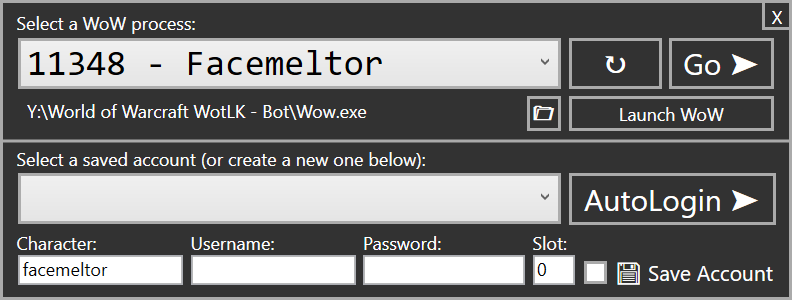 X
Select a WoW process:
11348 - Facemeltor
↻
Go ➤
Y:\World of Warcraft WotLK - Bot\Wow.exe
Launch WoW
Select a saved account (or create a new one below):
AutoLogin ➤
Character: Username: Password: Slot:
facemeltor 0 Save Account